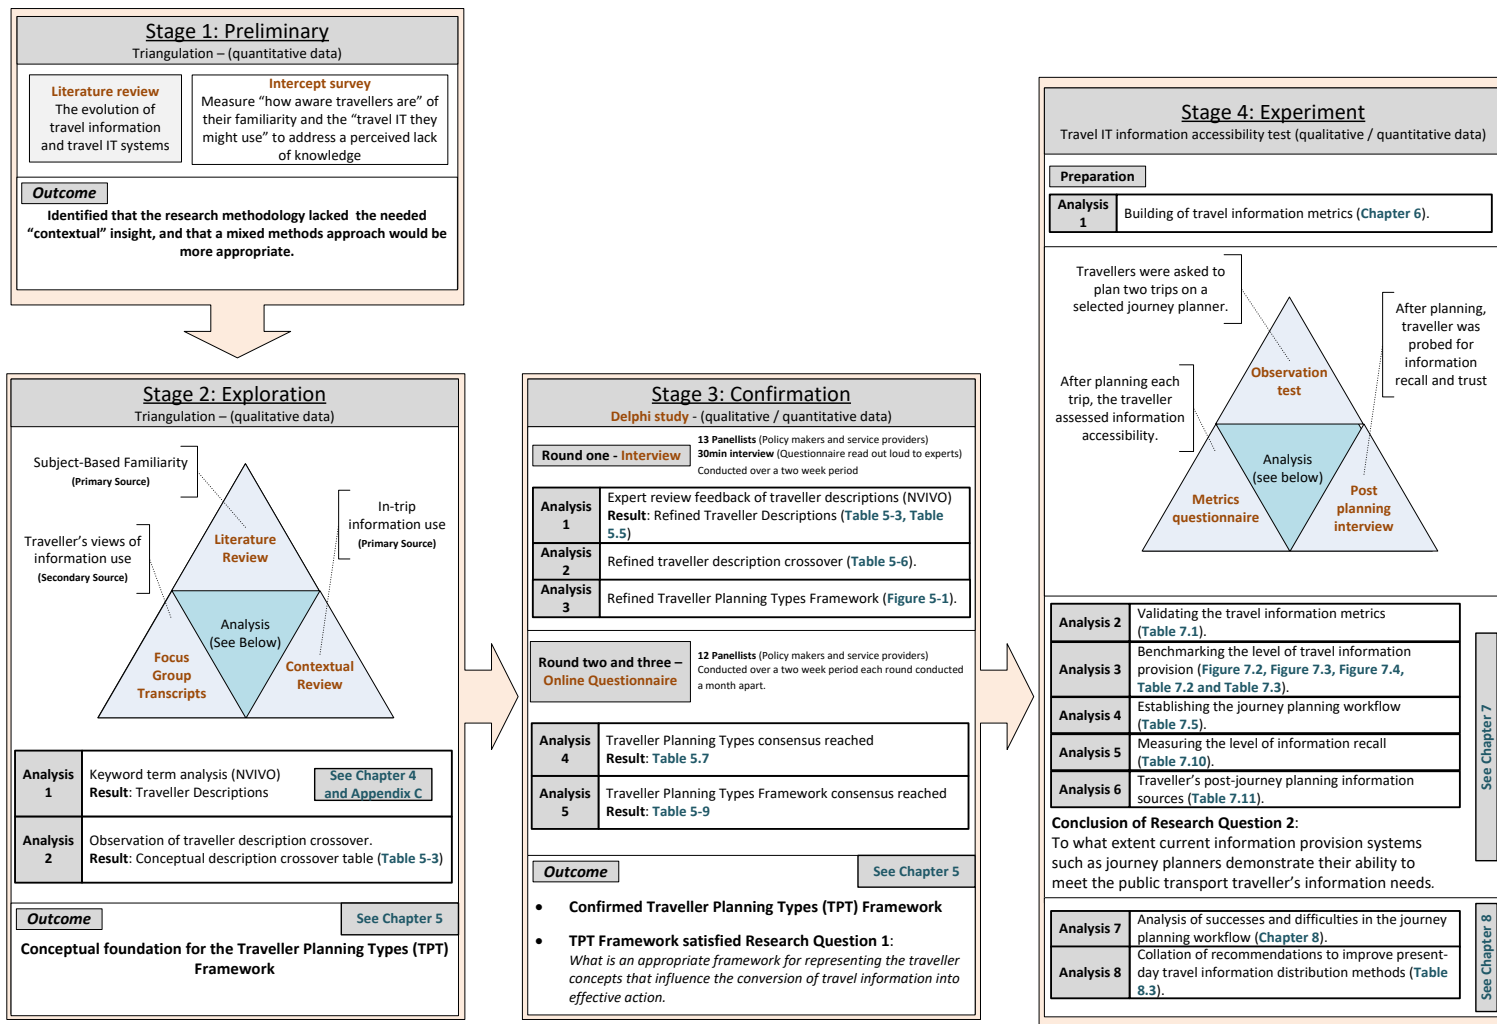 Stage 1: Preliminary
Triangulation – (quantitative data)
Literature review
The evolution of
travel information
and travel IT systems
Intercept survey
Measure “how aware travellers are” of
their familiarity and the “travel IT they
might use” to address a perceived lack
of knowledge
Outcome
Identified that the research methodology lacked the needed
“contextual” insight, and that a mixed methods approach would be
more appropriate.
Stage 2: Exploration
Triangulation – (qualitative data)
Subject-Based Familiarity
(Primary Source)
In-trip
information use
(Primary Source)
Traveller’s views of
information use
(Secondary Source)
Literature
Review
Analysis
(See Below)
Focus
Group
Transcripts
Contextual
Review
Analysis
1
Keyword term analysis (NVIVO)
Result: Traveller Descriptions
See Chapter 4
and Appendix C
Analysis
2
Observation of traveller description crossover.
Result: Conceptual description crossover table (Table 5-3)
Outcome
See Chapter 5
Conceptual foundation for the Traveller Planning Types (TPT)
Framework
Stage 3: Confirmation
Delphi study - (qualitative / quantitative data)
Round one - Interview
13 Panellists (Policy makers and service providers)
30min interview (Questionnaire read out loud to experts)
Conducted over a two week period
Analysis
1
Expert review feedback of traveller descriptions (NVIVO)
Result: Refined Traveller Descriptions (Table 5-3, Table
5.5)
Analysis
2
Refined traveller description crossover (Table 5-6).
Analysis
3
Refined Traveller Planning Types Framework (Figure 5-1).
Round two and three –
Online Questionnaire
12 Panellists (Policy makers and service providers)
Conducted over a two week period each round conducted
a month apart.
Analysis
4
Traveller Planning Types consensus reached
Result: Table 5.7
Analysis
5
Traveller Planning Types Framework consensus reached
Result: Table 5-9
Outcome
See Chapter 5
• Confirmed Traveller Planning Types (TPT) Framework
• TPT Framework satisfied Research Question 1:
What is an appropriate framework for representing the traveller
concepts that influence the conversion of travel information into
effective action.
Stage 4: Experiment
Travel IT information accessibility test (qualitative / quantitative data)
Preparation
Analysis
1
Building of travel information metrics (Chapter 6).
Travellers were asked to
plan two trips on a
selected journey planner.
After planning,
traveller was
probed for
information
recall and trust
After planning each
trip, the traveller
assessed information
accessibility.
Observation
test
Analysis
(see below)
Metrics
questionnaire
Post
planning
interview
Analysis 2
Validating the travel information metrics
(Table 7.1).
Analysis 3
Benchmarking the level of travel information
provision (Figure 7.2, Figure 7.3, Figure 7.4,
Table 7.2 and Table 7.3).
Analysis 4
Establishing the journey planning workflow
(Table 7.5).
Analysis 5
Measuring the level of information recall
(Table 7.10).
Analysis 6
Traveller’s post-journey planning information
sources (Table 7.11).
See Chapter 7
Conclusion of Research Question 2:
To what extent current information provision systems
such as journey planners demonstrate their ability to
meet the public transport traveller’s information needs.
Analysis 7
Analysis of successes and difficulties in the journey
planning workflow (Chapter 8).
Analysis 8
Collation of recommendations to improve present-
day travel information distribution methods (Table
8.3).
See Chapter 8